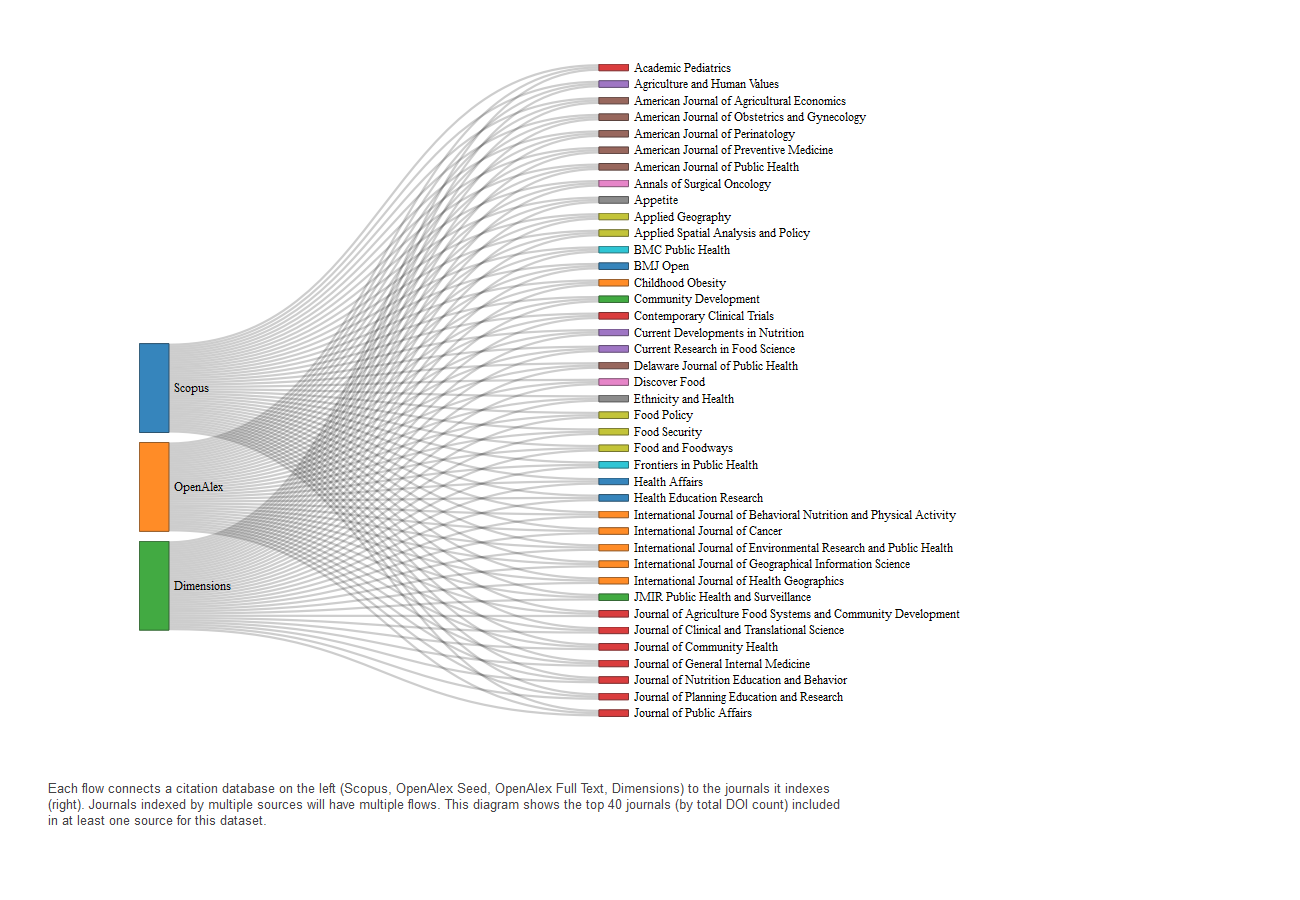 Scopus
OpenAlex
Dimensions
Academic Pediatrics
Agriculture and Human Values
American Journal of Agricultural Economics
American Journal of Obstetrics and Gynecology
American Journal of Perinatology
American Journal of Preventive Medicine
American Journal of Public Health
Annals of Surgical Oncology
Appetite
Applied Geography
Applied Spatial Analysis and Policy
BMC Public Health
BMJ Open
Childhood Obesity
Community Development
Contemporary Clinical Trials
Current Developments in Nutrition
Current Research in Food Science
Delaware Journal of Public Health
Discover Food
Ethnicity and Health
Food Policy
Food Security
Food and Foodways
Frontiers in Public Health
Health Affairs
Health Education Research
International Journal of Behavioral Nutrition and Physical Activity
International Journal of Cancer
International Journal of Environmental Research and Public Health
International Journal of Geographical Information Science
International Journal of Health Geographics
JMIR Public Health and Surveillance
Journal of Agriculture Food Systems and Community Development
Journal of Clinical and Translational Science
Journal of Community Health
Journal of General Internal Medicine
Journal of Nutrition Education and Behavior
Journal of Planning Education and Research
Journal of Public Affairs
Each flow connects a citation database on the left (Scopus, OpenAlex Seed, OpenAlex Full Text, Dimensions) to the journals it indexes
(right). Journals indexed by multiple sources will have multiple flows. This diagram shows the top 40 journals (by total DOI count) included
in at least one source for this dataset.